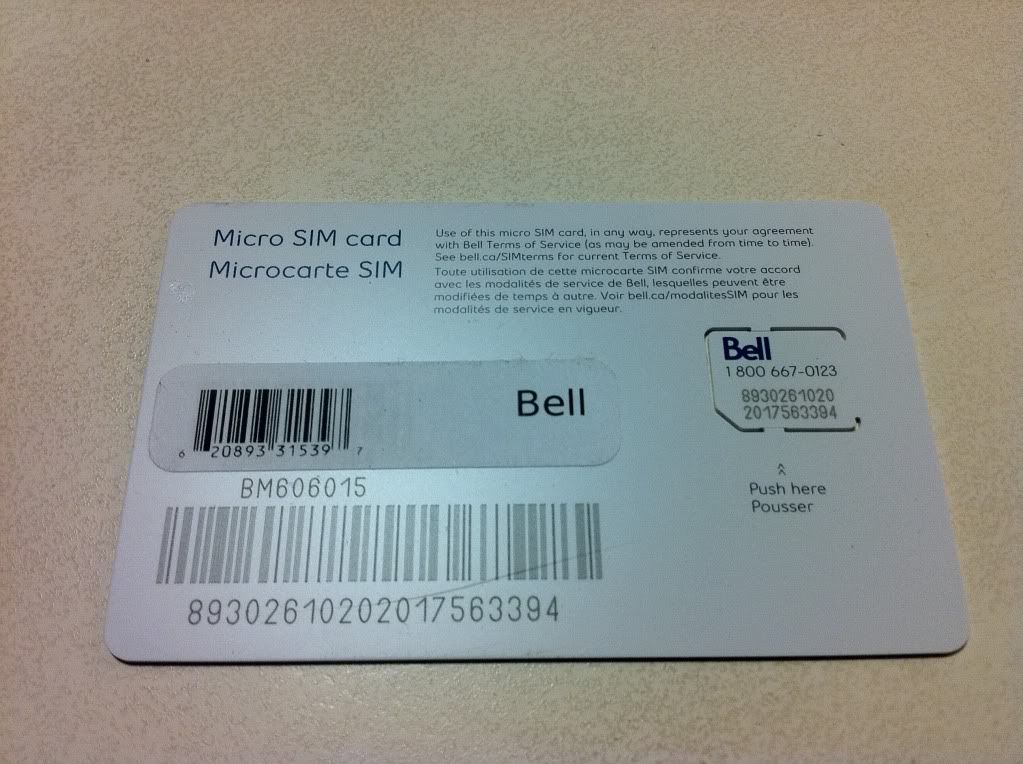 Micro SIM card
Microcarte SIM
Use of this micro SIM card, in any way, represents your agreement
with Bell Terms of Service (as may be amended from time to time).
See bell.ca/SIMterms for current Terms of Service.
Toute utilisation de cette microcarte SIM confirme votre accord
avec les modalités de service de Bell, lesquelles peuvent être
modifiées de temps à autre. Voir bell.ca/modalitesSIM pour les
modalités de service en vigueur.
Bell
1 800 667-0123
8930261020
2017563394
Push here
Pousser
Bell
6 20893 31539 7
BM606015
89302610202017563394